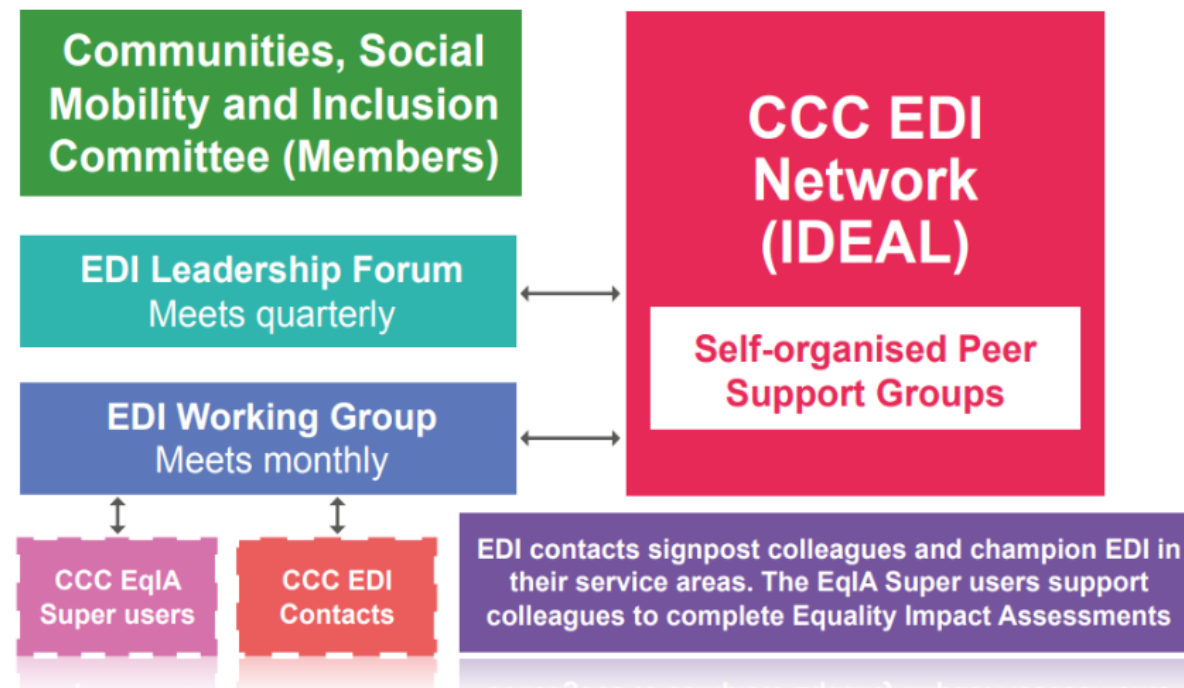 Communities, Social
Mobility and Inclusion
Committee (Members)
CCC EDI
Network
(IDEAL)
Self-organised Peer
Support Groups
EDI Leadership Forum
Meets quarterly
EDI Working Group
Meets monthly
CCC EqIA
Super users
CCC EDI
Contacts
EDI contacts signpost colleagues and champion EDI in
their service areas. The EqIA Super users support
colleagues to complete Equality Impact Assessments